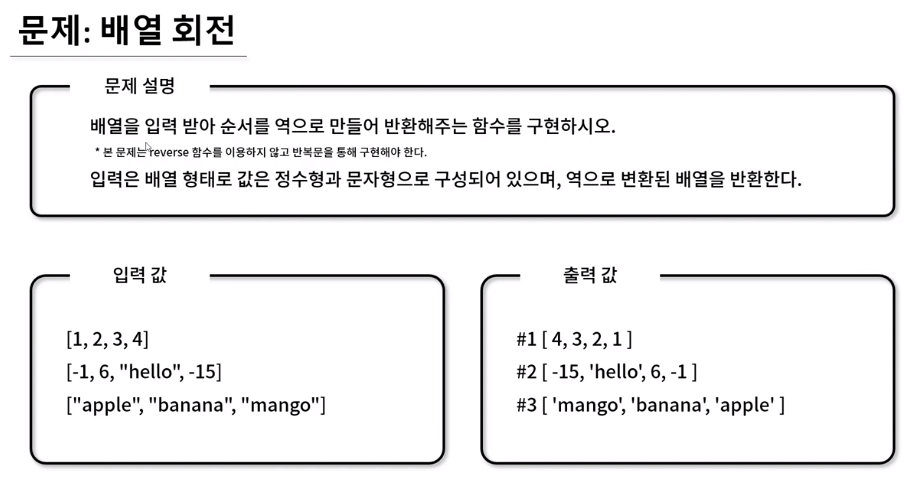 문제: 배열 회전
문제 설명
배열을 입력 받아 순서를 역으로 만들어 반환해주는 함수를 구현하시오.
* 본 문제는 reverse 함수를 이용하지 않고 반복문을 통해 구현해야 한다.
입력은 배열 형태로 값은 정수형과 문자형으로 구성되어 있으며, 역으로 변환된 배열을 반환한다.
입력 값
[1, 2, 3, 4]
[-1, 6, "hello", -15]
["apple", "banana", "mango"]
출력 값
#1 [ 4, 3, 2, 1 ]
#2 [ -15, 'hello', 6, -1 ]
#3 [ 'mango', 'banana', 'apple' ]